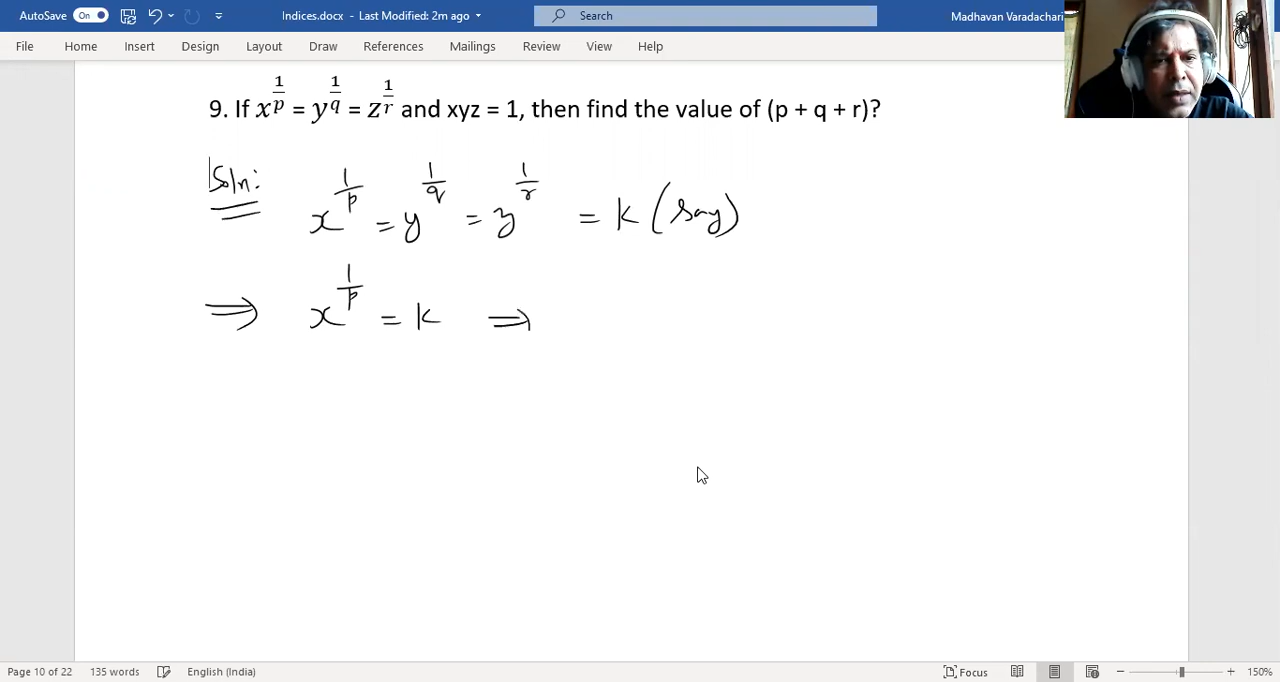 AutoSave On Indices.docx - Last Modified: 2m ago Search Madhavan Varadachari
File Home Insert Design Layout Draw References Mailings Review View Help
9. If x^(1/p) = y^(1/q) = z^(1/r) and xyz = 1, then find the value of (p + q + r)?
Soln: x^(1/p) = y^(1/q) = z^(1/r) = k (say)
⇒ x^(1/p) = k ⇒
Page 10 of 22 135 words English (India) Focus 150%